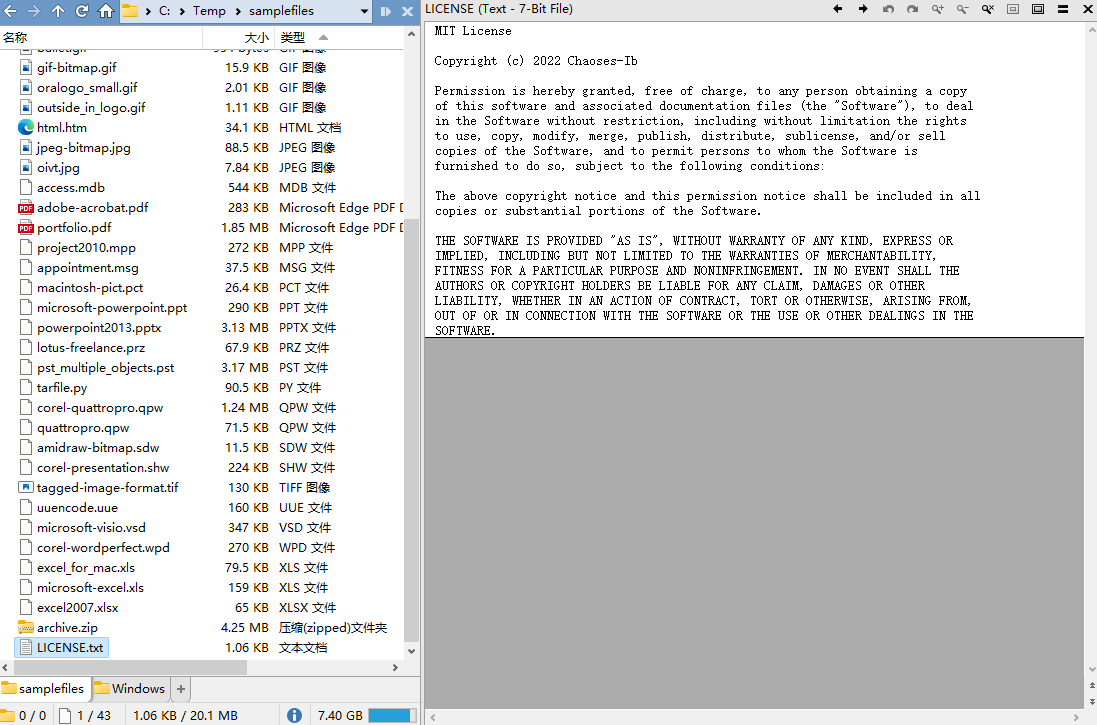 C: Temp samplefiles
名称 大小 类型
gif-bitmap.gif 15.9 KB GIF 图像
oralogo_small.gif 2.01 KB GIF 图像
outside_in_logo.gif 1.11 KB GIF 图像
html.htm 34.1 KB HTML 文档
jpeg-bitmap.jpg 88.5 KB JPEG 图像
oivt.jpg 7.84 KB JPEG 图像
access.mdb 544 KB MDB 文件
PDF adobe-acrobat.pdf 283 KB Microsoft Edge PDF D
PDF portfolio.pdf 1.85 MB Microsoft Edge PDF D
project2010.mpp 272 KB MPP 文件
appointment.msg 37.5 KB MSG 文件
macintosh-pict.pct 26.4 KB PCT 文件
microsoft-powerpoint.ppt 290 KB PPT 文件
powerpoint2013.pptx 3.13 MB PPTX 文件
lotus-freelance.prz 67.9 KB PRZ 文件
pst_multiple_objects.pst 3.17 MB PST 文件
tarfile.py 90.5 KB PY 文件
corel-quattropro.qpw 1.24 MB QPW 文件
quattropro.qpw 71.5 KB QPW 文件
amidraw-bitmap.sdw 11.5 KB SDW 文件
corel-presentation.shw 224 KB SHW 文件
tagged-image-format.tif 130 KB TIFF 图像
uuencode.uue 160 KB UUE 文件
microsoft-visio.vsd 347 KB VSD 文件
corel-wordperfect.wpd 270 KB WPD 文件
excel_for_mac.xls 79.5 KB XLS 文件
microsoft-excel.xls 159 KB XLS 文件
excel2007.xlsx 65 KB XLSX 文件
archive.zip 4.25 MB 压缩(zipped)文件夹
LICENSE.txt 1.06 KB 文本文档
samplefiles Windows +
0 / 0 1 / 43 1.06 KB / 20.1 MB 7.40 GB
LICENSE (Text - 7-Bit File)
MIT License
Copyright (c) 2022 Chaoses-Ib
Permission is hereby granted, free of charge, to any person obtaining a copy
of this software and associated documentation files (the "Software"), to deal
in the Software without restriction, including without limitation the rights
to use, copy, modify, merge, publish, distribute, sublicense, and/or sell
copies of the Software, and to permit persons to whom the Software is
furnished to do so, subject to the following conditions:
The above copyright notice and this permission notice shall be included in all
copies or substantial portions of the Software.
THE SOFTWARE IS PROVIDED "AS IS", WITHOUT WARRANTY OF ANY KIND, EXPRESS OR
IMPLIED, INCLUDING BUT NOT LIMITED TO THE WARRANTIES OF MERCHANTABILITY,
FITNESS FOR A PARTICULAR PURPOSE AND NONINFRINGEMENT. IN NO EVENT SHALL THE
AUTHORS OR COPYRIGHT HOLDERS BE LIABLE FOR ANY CLAIM, DAMAGES OR OTHER
LIABILITY, WHETHER IN AN ACTION OF CONTRACT, TORT OR OTHERWISE, ARISING FROM,
OUT OF OR IN CONNECTION WITH THE SOFTWARE OR THE USE OR OTHER DEALINGS IN THE
SOFTWARE.